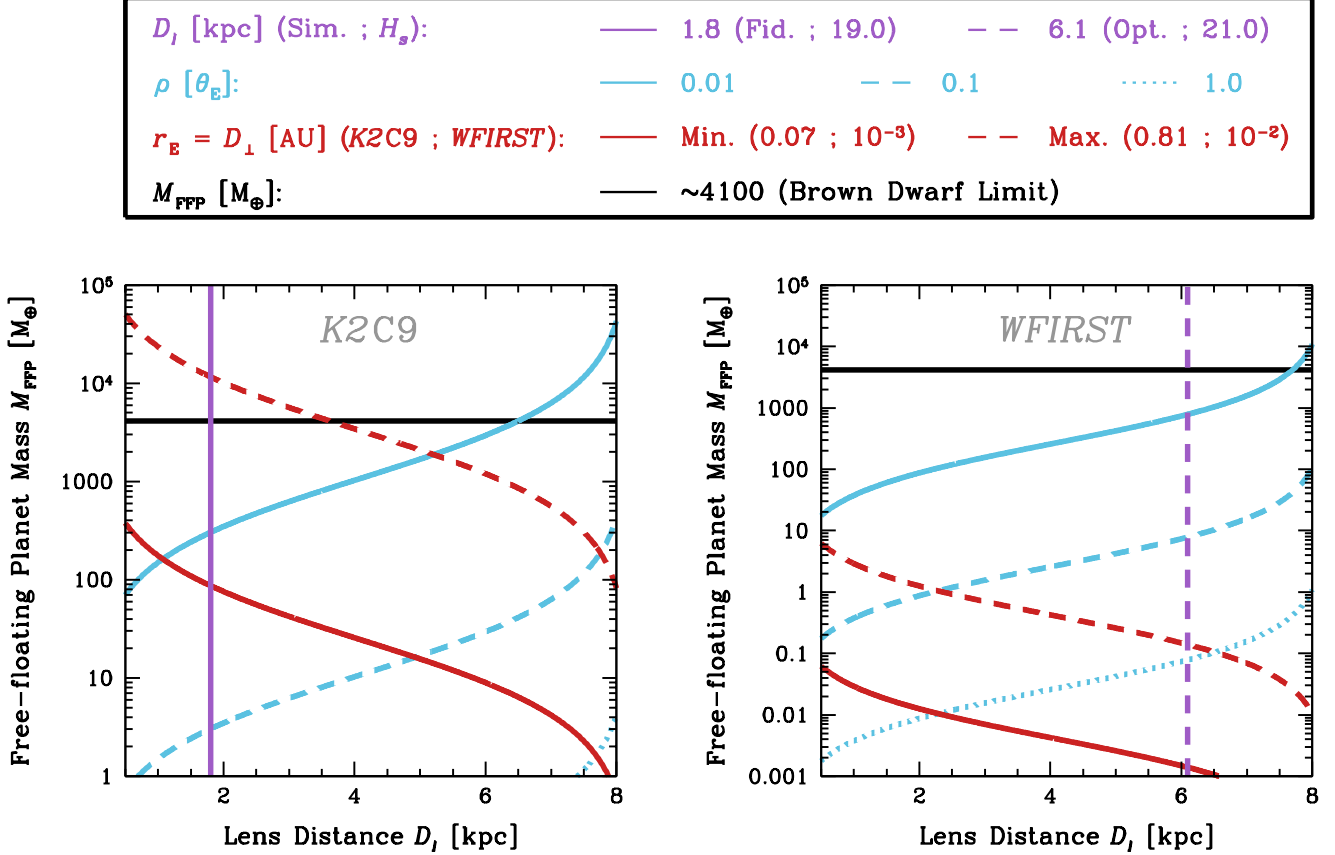 D_l [kpc] (Sim. ; H_s): 1.8 (Fid. ; 19.0) 6.1 (Opt. ; 21.0)
ρ [θ_E]: 0.01 0.1 1.0
r_E = D_⊥ [AU] (K2C9 ; WFIRST): Min. (0.07 ; 10⁻³) Max. (0.81 ; 10⁻²)
M_FFP [M_⊕]: ~4100 (Brown Dwarf Limit)
K2C9
Free-floating Planet Mass M_FFP [M_⊕]
10⁵
10⁴
1000
100
10
1
2 4 6 8
Lens Distance D_l [kpc]
WFIRST
Free-floating Planet Mass M_FFP [M_⊕]
10⁵
10⁴
1000
100
10
1
0.1
0.01
0.001
2 4 6 8
Lens Distance D_l [kpc]